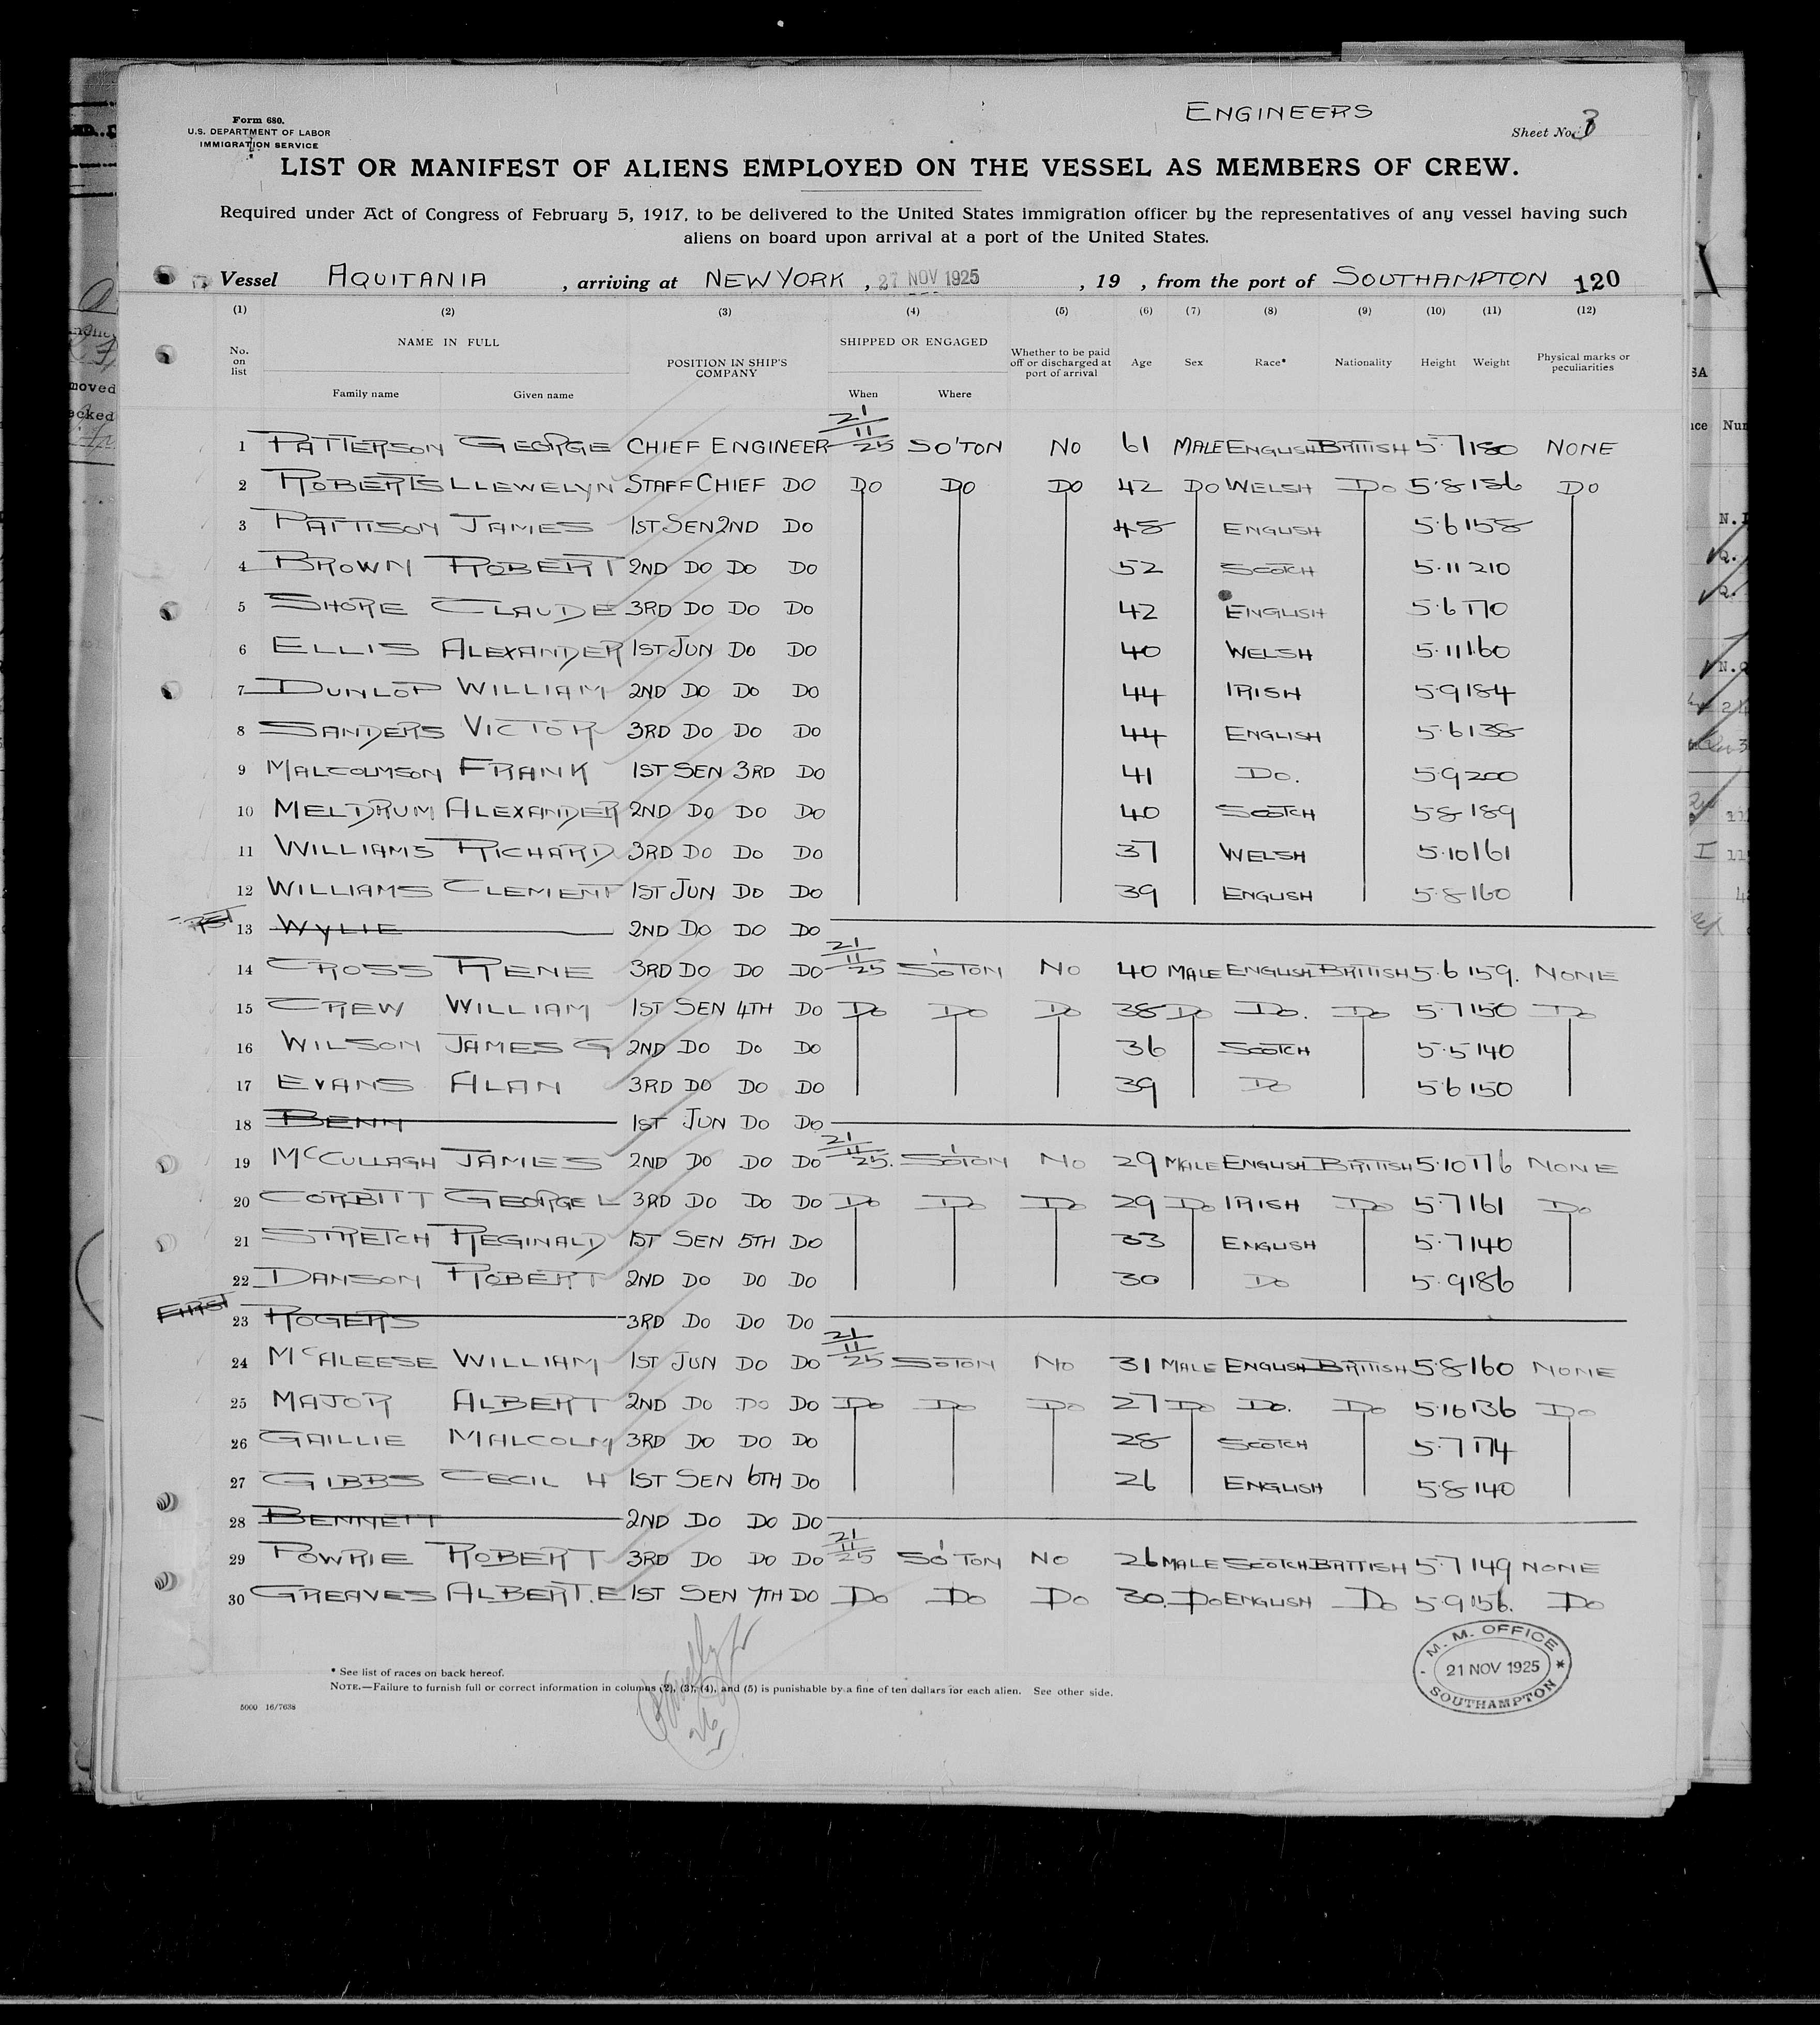 ENGINEERS
Form 680.
U.S. DEPARTMENT OF LABOR
IMMIGRATION SERVICE
Sheet No. 3
LIST OR MANIFEST OF ALIENS EMPLOYED ON THE VESSEL AS MEMBERS OF CREW.
Required under Act of Congress of February 5, 1917, to be delivered to the United States immigration officer by the representatives of any vessel having such
aliens on board upon arrival at a port of the United States.
Vessel AQUITANIA , arriving at NEW YORK , 27 NOV 1925 , 19 , from the port of SOUTHAMPTON 120
(1) (2) (3) (4) (5) (6) (7) (8) (9) (10) (11) (12)
No. on list NAME IN FULL Family name Given name POSITION IN SHIP'S COMPANY SHIPPED OR ENGAGED When Where Whether to be paid off or discharged at port of arrival Age Sex Race* Nationality Height Weight Physical marks or peculiarities
1 PATTERSON GEORGE CHIEF ENGINEER 21/11/25 SO'TON NO 61 MALE ENGLISH BRITISH 5·7 180 NONE
2 ROBERTS LLEWELYN STAFF CHIEF DO DO DO DO 42 DO WELSH DO 5·8 156 DO
3 PATTISON JAMES 1ST SEN 2ND DO 48 ENGLISH 5·6 158
4 BROWN ROBERT 2ND DO DO DO 52 SCOTCH 5·11 210
5 SHORE CLAUDE 3RD DO DO DO 42 ENGLISH 5·6 170
6 ELLIS ALEXANDER 1ST JUN DO DO 40 WELSH 5·11 160
7 DUNLOP WILLIAM 2ND DO DO DO 44 IRISH 5·9 184
8 SANDERS VICTOR 3RD DO DO DO 44 ENGLISH 5·6 138
9 MALCOLMSON FRANK 1ST SEN 3RD DO 41 DO. 5·9 200
10 MELDRUM ALEXANDER 2ND DO DO DO 40 SCOTCH 5·8 189
11 WILLIAMS RICHARD 3RD DO DO DO 37 WELSH 5·10 161
12 WILLIAMS CLEMENT 1ST JUN DO DO 39 ENGLISH 5·8 160
13 WYLIE 2ND DO DO DO
14 CROSS RENE 3RD DO DO DO 21/11/25 SO'TON NO 40 MALE ENGLISH BRITISH 5·6 159. NONE
15 CREW WILLIAM 1ST SEN 4TH DO DO DO DO 38 DO DO. DO 5·7 150 DO
16 WILSON JAMES G 2ND DO DO DO 36 SCOTCH 5·5 140
17 EVANS ALAN 3RD DO DO DO 39 DO 5·6 150
18 BENN 1ST JUN DO DO
19 McCULLAGH JAMES 2ND DO DO DO 21/11/25. SO'TON NO 29 MALE ENGLISH BRITISH 5·10 176 NONE
20 CORBITT GEORGE L 3RD DO DO DO DO DO DO 29 DO IRISH DO 5·7 161 DO
21 STRETCH REGINALD 1ST SEN 5TH DO 33 ENGLISH 5·7 140
22 DANSON ROBERT 2ND DO DO DO 30 DO 5·9 186
FIRST
23 ROGERS 3RD DO DO DO
24 McALEESE WILLIAM 1ST JUN DO DO 21/11/25 SOTON NO 31 MALE ENGLISH BRITISH 5·8 160 NONE
25 MAJOR ALBERT 2ND DO DO DO DO DO DO 27 DO DO. DO 5·10 136 DO
26 GAILLIE MALCOLM 3RD DO DO DO 28 SCOTCH 5·7 174
27 GIBBS CECIL H 1ST SEN 6TH DO 26 ENGLISH 5·8 140
28 BENNETT 2ND DO DO DO
29 POWRIE ROBERT 3RD DO DO DO 21/11/25 SO'TON NO 26 MALE SCOTCH BRITISH 5·7 149 NONE
30 GREAVES ALBERT.E 1ST SEN 7TH DO DO DO DO 30. DO ENGLISH DO 5·9 156. DO
* See list of races on back hereof.
NOTE.—Failure to furnish full or correct information in columns (2), (3), (4), and (5) is punishable by a fine of ten dollars for each alien. See other side.
5000 16/7638
M. M. OFFICE
21 NOV 1925
SOUTHAMPTON